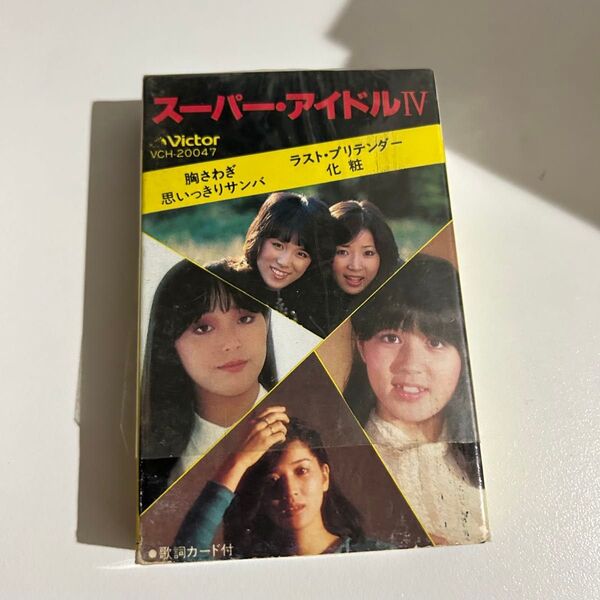 スーパー・アイドルⅣ
Victor
VCH-20047
胸さわぎ
思いっきりサンバ
ラスト・プリテンダー
化粧
●歌詞カード付